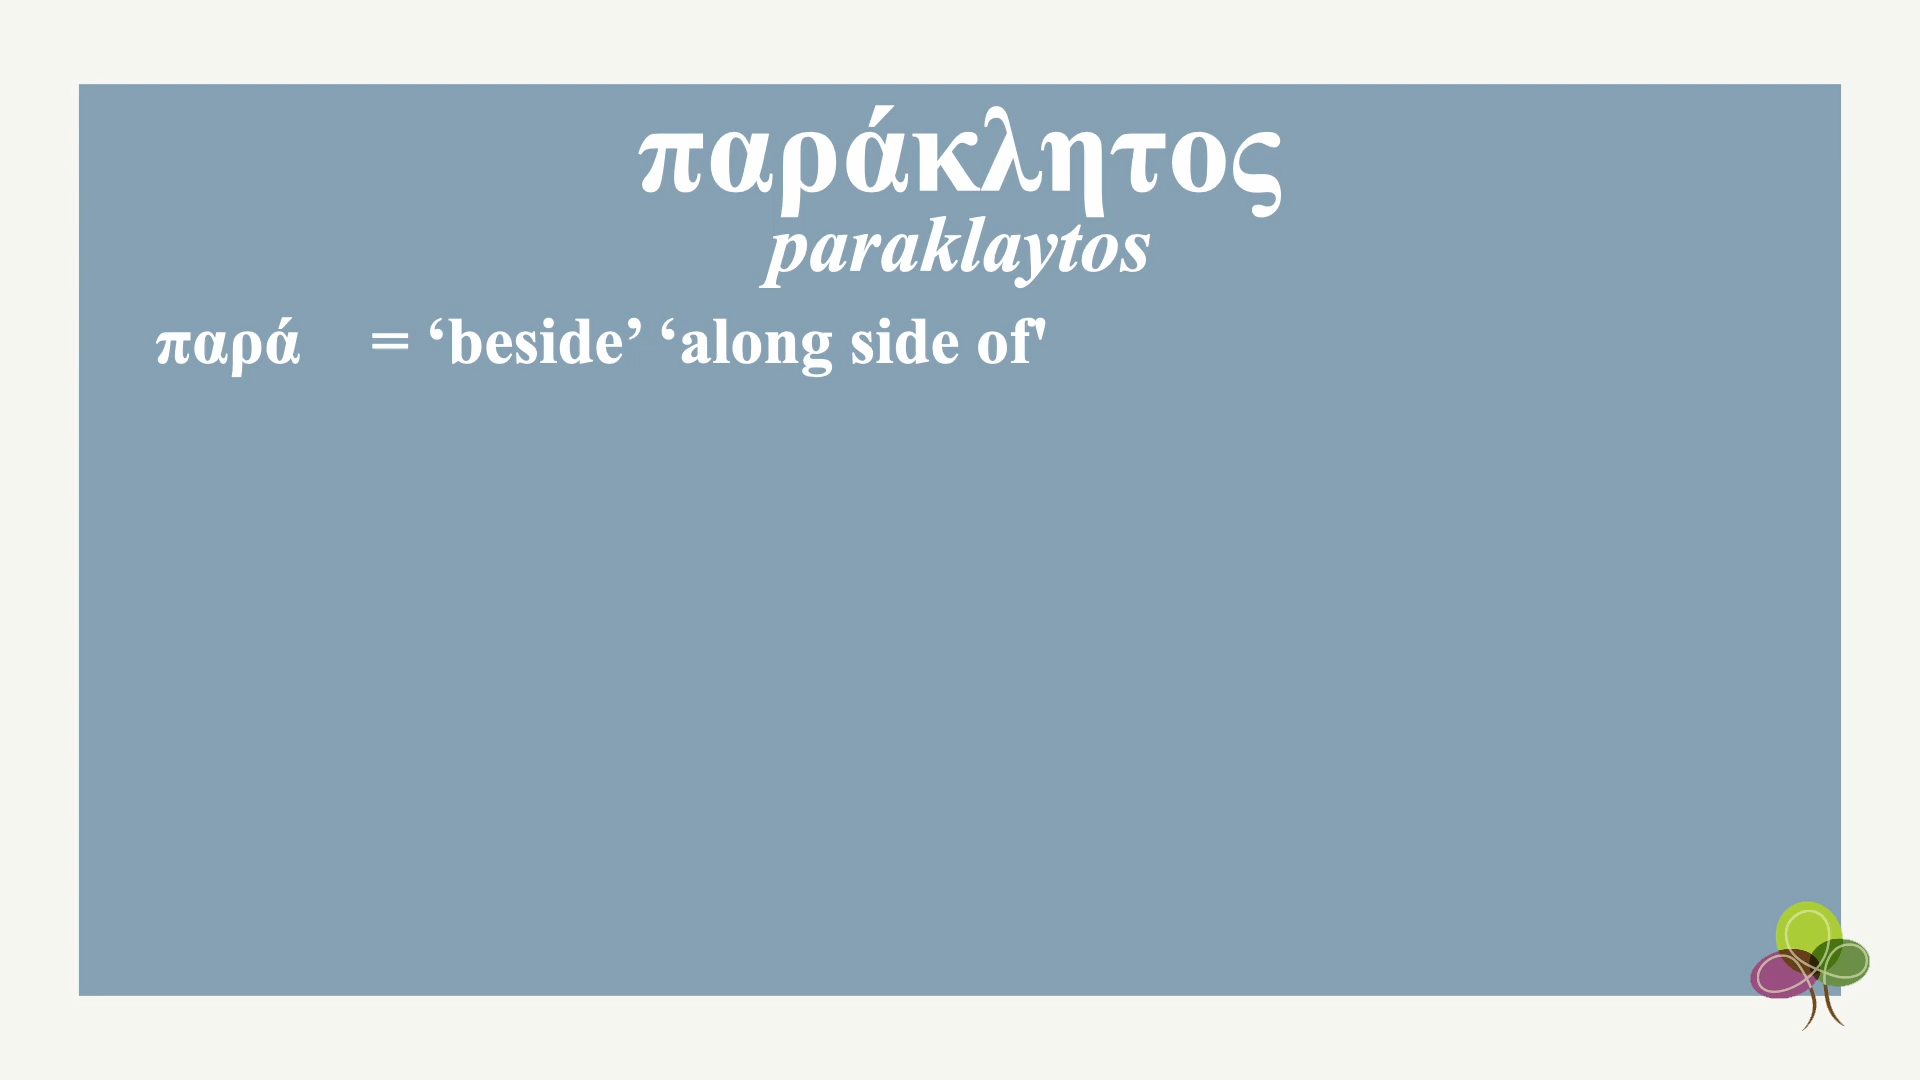 παράκλητος
paraklaytos
παρά = ‘beside’ ‘along side of'